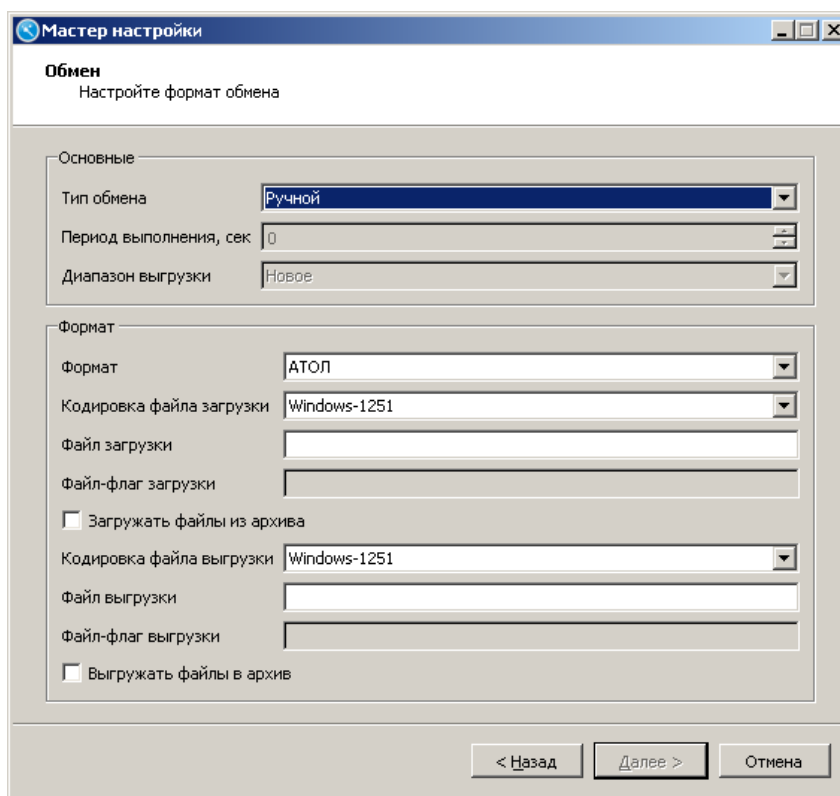 Мастер настройки
Обмен
Настройте формат обмена
Основные
Тип обмена Ручной
Период выполнения, сек 0
Диапазон выгрузки Новое
Формат
Формат АТОЛ
Кодировка файла загрузки Windows-1251
Файл загрузки
Файл-флаг загрузки
Загружать файлы из архива
Кодировка файла выгрузки Windows-1251
Файл выгрузки
Файл-флаг выгрузки
Выгружать файлы в архив
< Назад Далее > Отмена